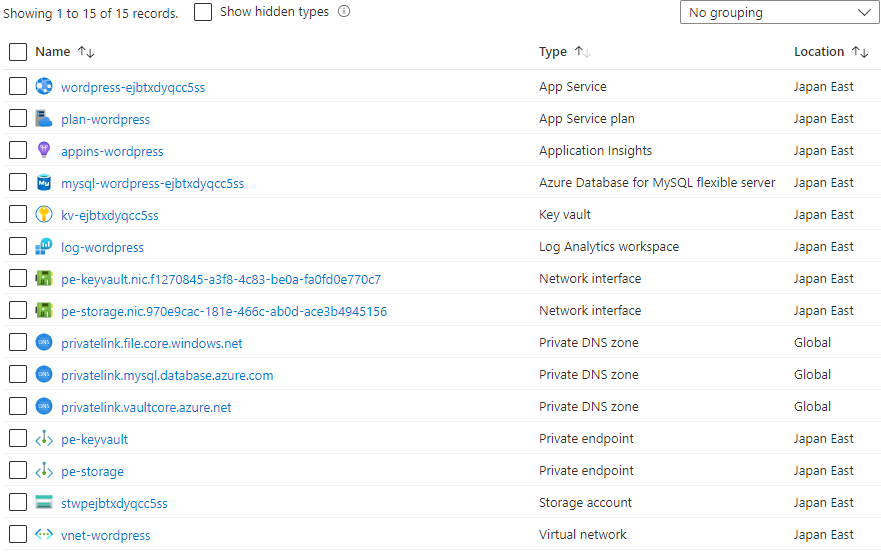 Showing 1 to 15 of 15 records. Show hidden types No grouping
Name Type Location
wordpress-ejbtxdyqcc5ss App Service Japan East
plan-wordpress App Service plan Japan East
appins-wordpress Application Insights Japan East
My mysql-wordpress-ejbtxdyqcc5ss Azure Database for MySQL flexible server Japan East
kv-ejbtxdyqcc5ss Key vault Japan East
log-wordpress Log Analytics workspace Japan East
pe-keyvault.nic.f1270845-a3f8-4c83-be0a-fa0fd0e770c7 Network interface Japan East
pe-storage.nic.970e9cac-181e-466c-ab0d-ace3b4945156 Network interface Japan East
DNS privatelink.file.core.windows.net Private DNS zone Global
DNS privatelink.mysql.database.azure.com Private DNS zone Global
DNS privatelink.vaultcore.azure.net Private DNS zone Global
pe-keyvault Private endpoint Japan East
pe-storage Private endpoint Japan East
stwpejbtxdyqcc5ss Storage account Japan East
vnet-wordpress Virtual network Japan East